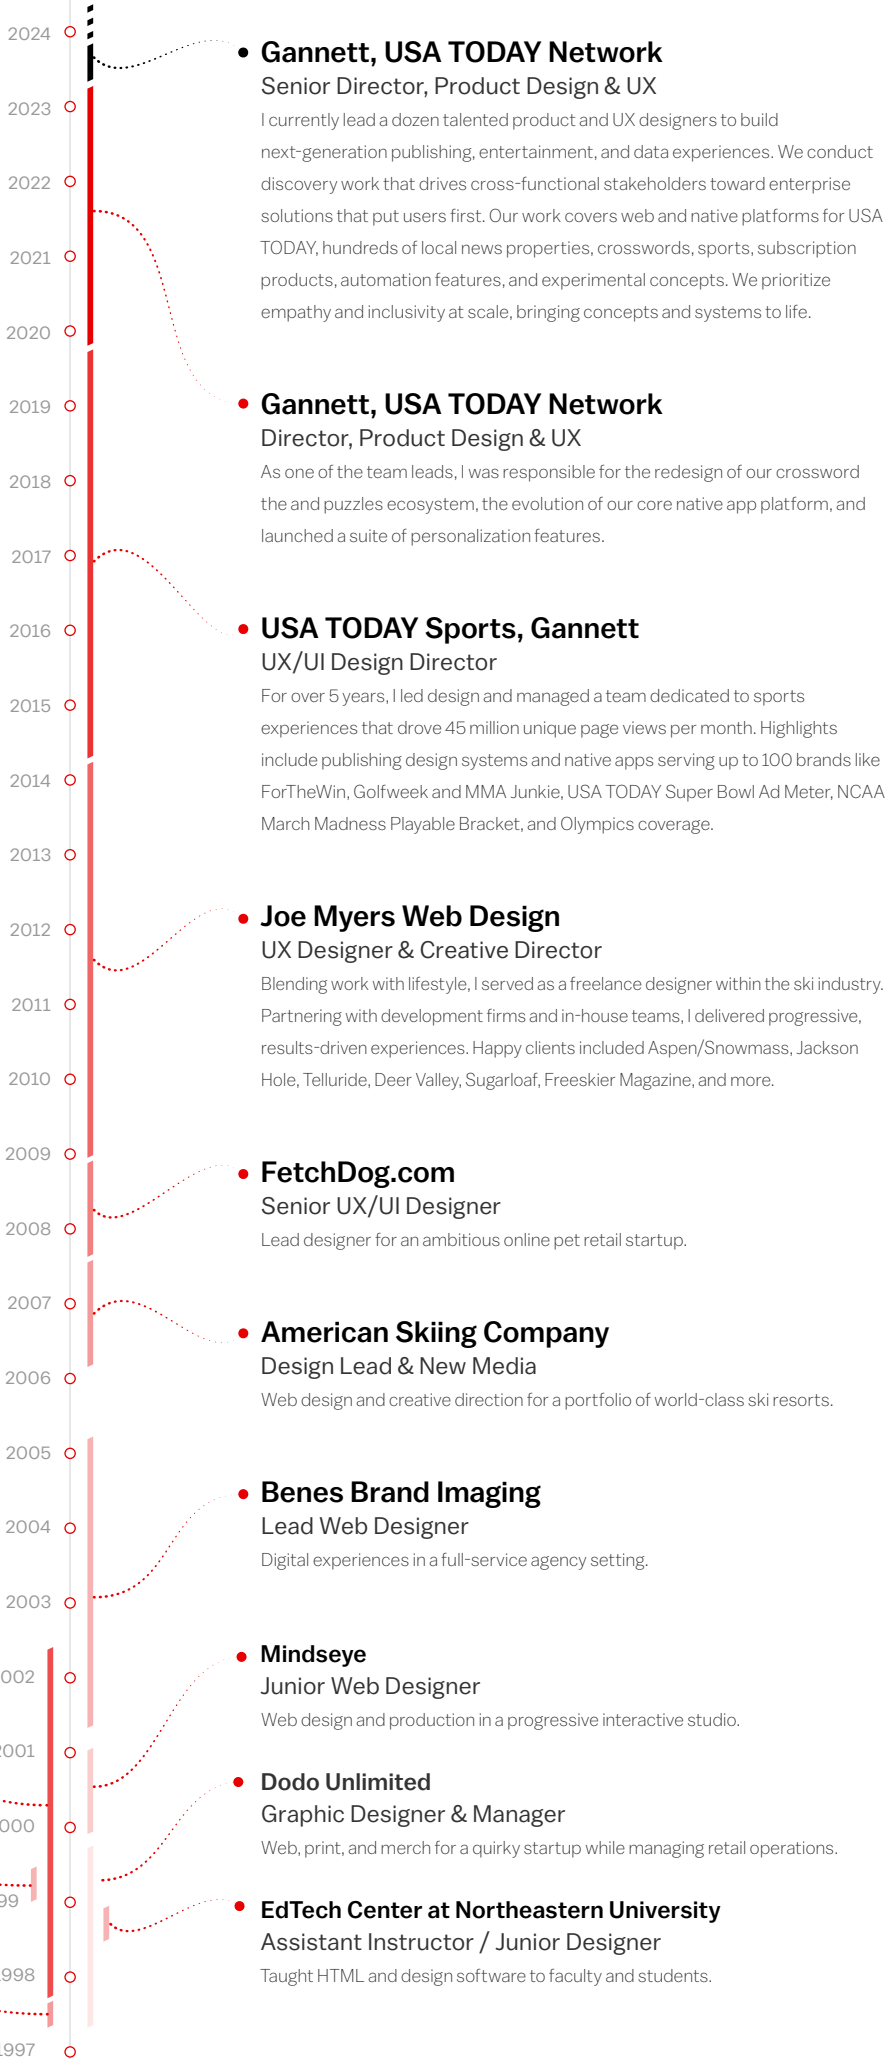 2024
Gannett, USA TODAY Network
Senior Director, Product Design & UX
I currently lead a dozen talented product and UX designers to build
next-generation publishing, entertainment, and data experiences. We conduct
discovery work that drives cross-functional stakeholders toward enterprise
solutions that put users first. Our work covers web and native platforms for USA
TODAY, hundreds of local news properties, crosswords, sports, subscription
products, automation features, and experimental concepts. We prioritize
empathy and inclusivity at scale, bringing concepts and systems to life.
2023
2022
2021
2020
2019
Gannett, USA TODAY Network
Director, Product Design & UX
As one of the team leads, I was responsible for the redesign of our crossword
the and puzzles ecosystem, the evolution of our core native app platform, and
launched a suite of personalization features.
2018
2017
2016
USA TODAY Sports, Gannett
UX/UI Design Director
For over 5 years, I led design and managed a team dedicated to sports
experiences that drove 45 million unique page views per month. Highlights
include publishing design systems and native apps serving up to 100 brands like
ForTheWin, Golfweek and MMA Junkie, USA TODAY Super Bowl Ad Meter, NCAA
March Madness Playable Bracket, and Olympics coverage.
2015
2014
2013
2012
Joe Myers Web Design
UX Designer & Creative Director
Blending work with lifestyle, I served as a freelance designer within the ski industry.
Partnering with development firms and in-house teams, I delivered progressive,
results-driven experiences. Happy clients included Aspen/Snowmass, Jackson
Hole, Telluride, Deer Valley, Sugarloaf, Freeskier Magazine, and more.
2011
2010
2009
FetchDog.com
Senior UX/UI Designer
Lead designer for an ambitious online pet retail startup.
2008
2007
American Skiing Company
Design Lead & New Media
Web design and creative direction for a portfolio of world-class ski resorts.
2006
2005
Benes Brand Imaging
Lead Web Designer
Digital experiences in a full-service agency setting.
2004
2003
Mindseye
Junior Web Designer
Web design and production in a progressive interactive studio.
002
001
Dodo Unlimited
Graphic Designer & Manager
Web, print, and merch for a quirky startup while managing retail operations.
000
99
EdTech Center at Northeastern University
Assistant Instructor / Junior Designer
Taught HTML and design software to faculty and students.
998
1997